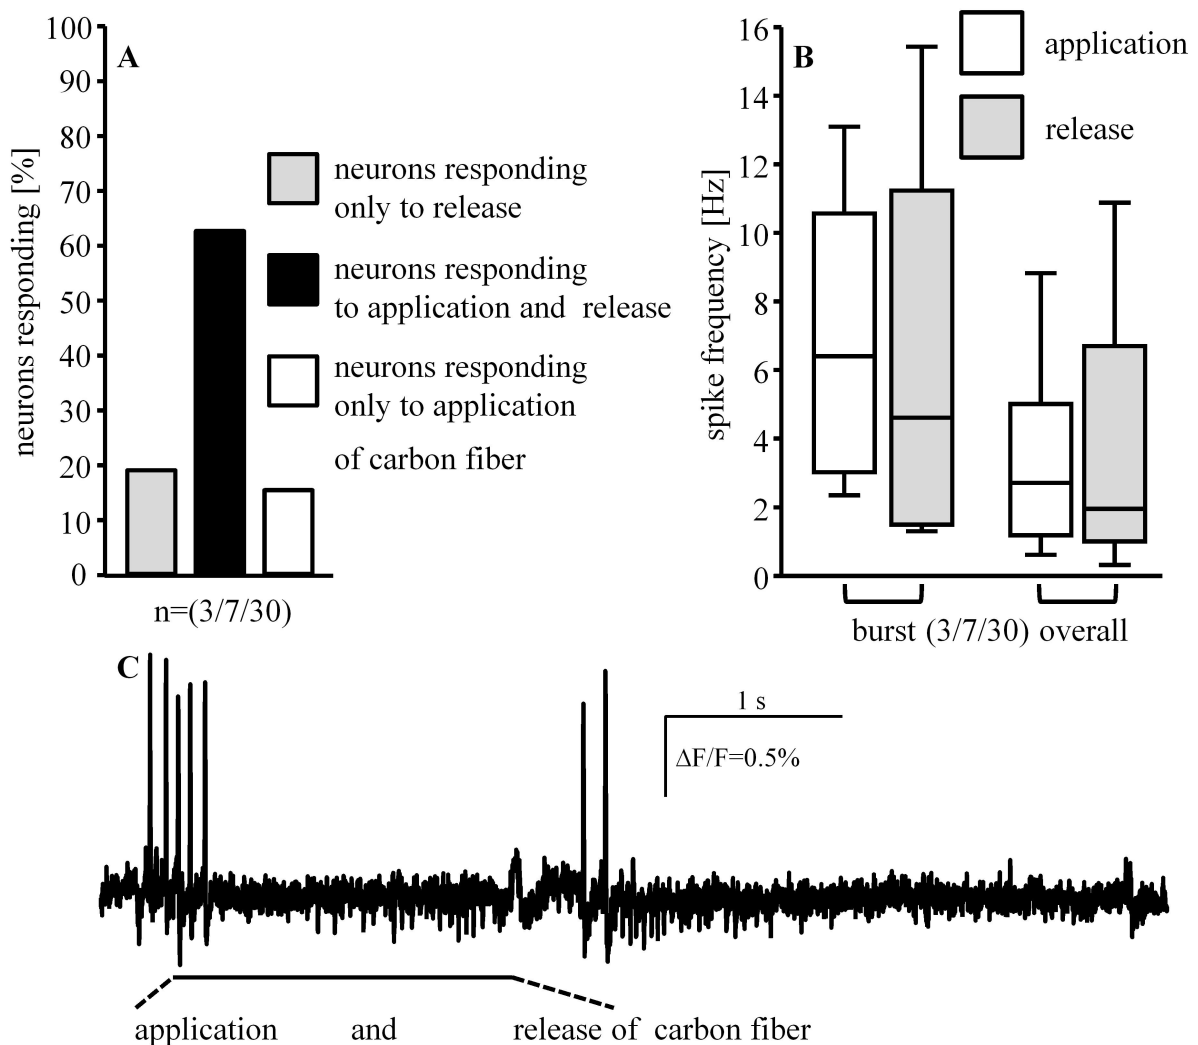 A
100
90
80
70
60
50
40
30
20
10
0
neurons responding [%]
neurons responding
only to release
neurons responding
to application and release
neurons responding
only to application
of carbon fiber
n=(3/7/30)
B
16
14
12
10
8
6
4
2
0
spike frequency [Hz]
application
release
burst (3/7/30) overall
C
1 s
ΔF/F=0.5%
application and release of carbon fiber